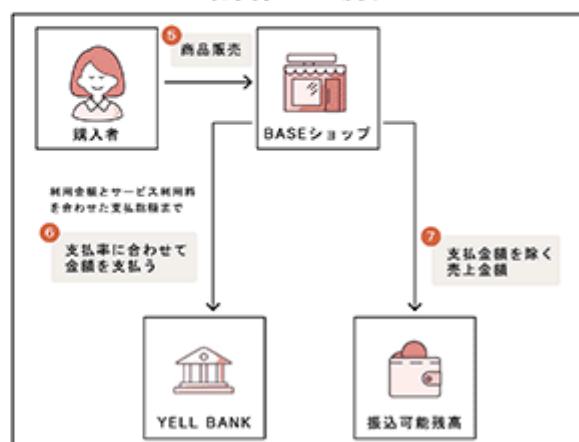 5
商品販売
購入者
BASEショップ
利用金額とサービス利用料
を合わせた支払総額まで
6
支払率に合わせて
金額を支払う
7
支払金額を除く
売上金額
YELL BANK
振込可能残高